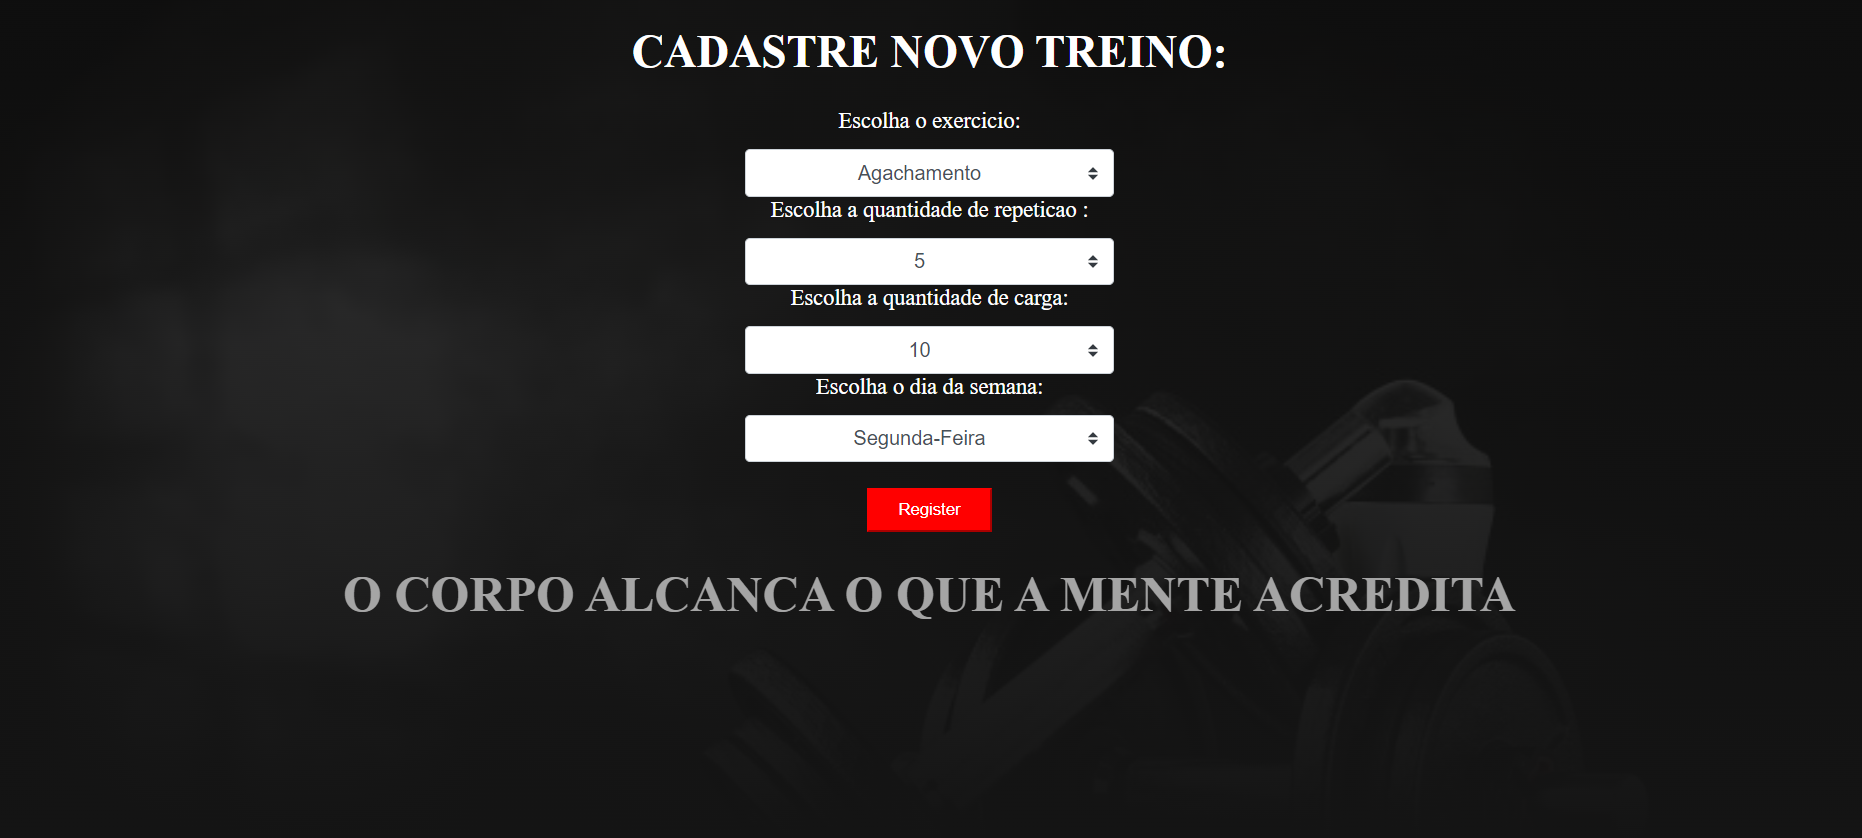 CADASTRE NOVO TREINO:
Escolha o exercicio:
Agachamento
Escolha a quantidade de repeticao :
5
Escolha a quantidade de carga:
10
Escolha o dia da semana:
Segunda-Feira
Register
O CORPO ALCANCA O QUE A MENTE ACREDITA